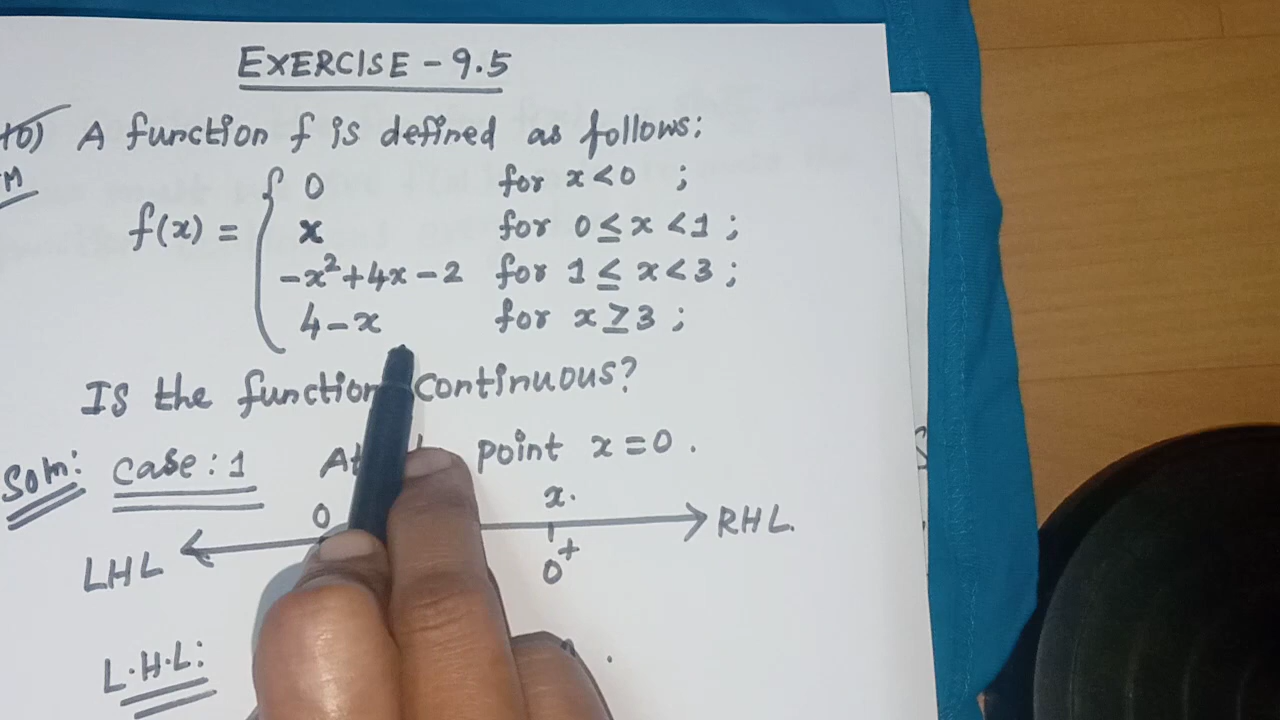 EXERCISE - 9.5
10) A function f is defined as follows:
M
f(x) = { 0 for x < 0 ;
x for 0 ≤ x < 1 ;
-x²+4x-2 for 1 ≤ x < 3 ;
4-x for x ≥ 3 ;
Is the function continuous?
Soln: Case: 1 At point x = 0.
0 x.
LHL 0+ RHL.
L.H.L: